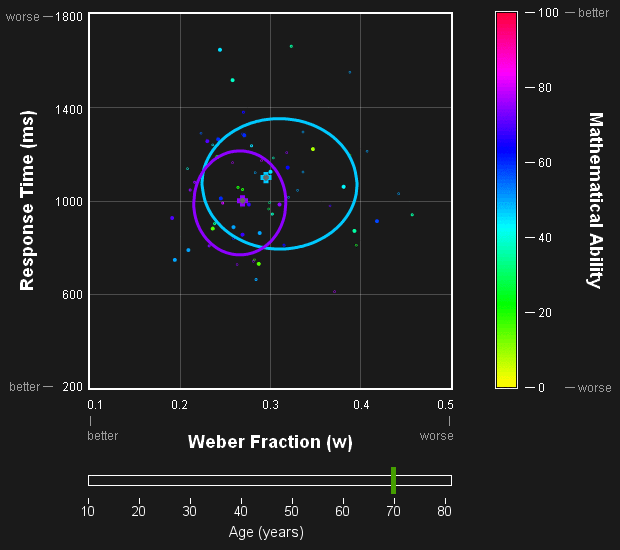 worse
1800
1400
1000
600
200
better
Response Time (ms)
0.1 0.2 0.3 0.4 0.5
better
worse
Weber Fraction (w)
100
80
60
40
20
0
better
worse
Mathematical Ability
10 20 30 40 50 60 70 80
Age (years)